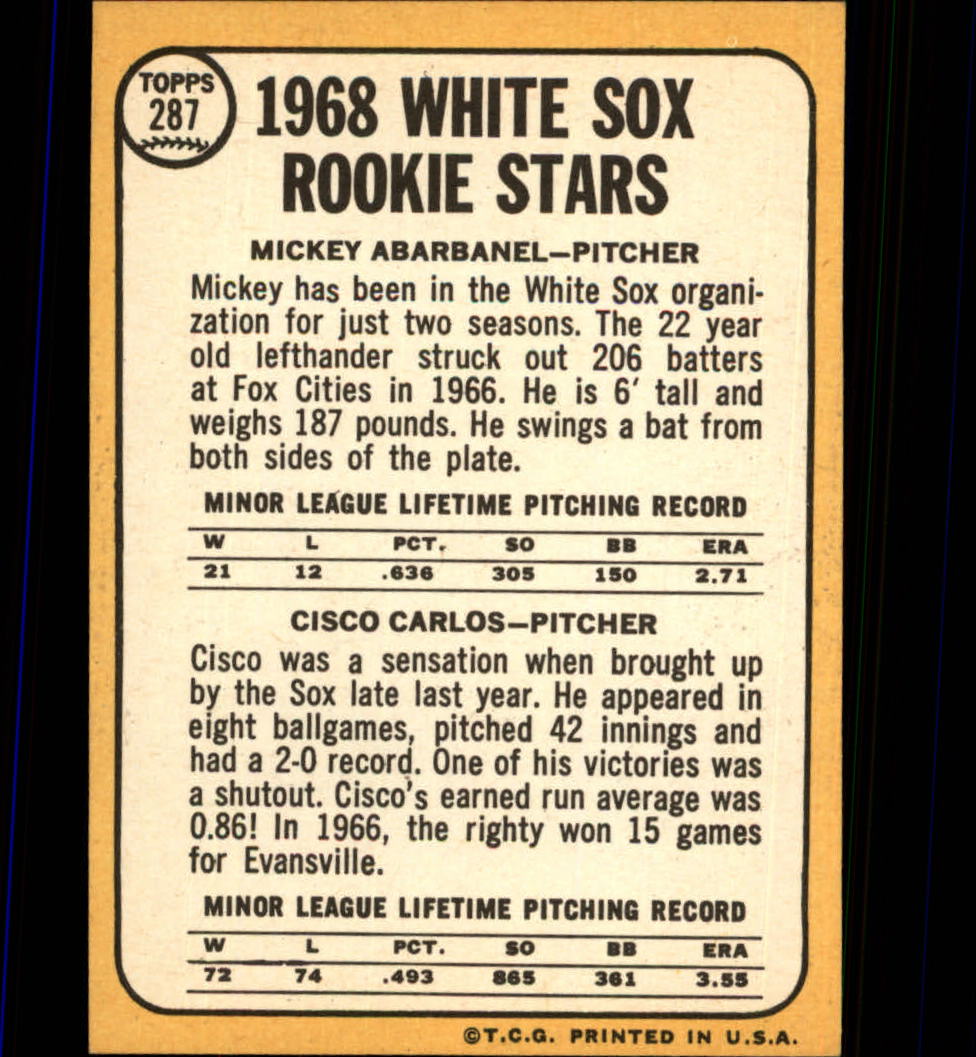 TOPPS
287
1968 WHITE SOX
ROOKIE STARS
MICKEY ABARBANEL—PITCHER
Mickey has been in the White Sox organi-
zation for just two seasons. The 22 year
old lefthander struck out 206 batters
at Fox Cities in 1966. He is 6′ tall and
weighs 187 pounds. He swings a bat from
both sides of the plate.
MINOR LEAGUE LIFETIME PITCHING RECORD
W L PCT. SO BB ERA
21 12 .636 305 150 2.71
CISCO CARLOS—PITCHER
Cisco was a sensation when brought up
by the Sox late last year. He appeared in
eight ballgames, pitched 42 innings and
had a 2-0 record. One of his victories was
a shutout. Cisco's earned run average was
0.86! In 1966, the righty won 15 games
for Evansville.
MINOR LEAGUE LIFETIME PITCHING RECORD
W L PCT. SO BB ERA
72 74 .493 865 361 3.55
©T.C.G. PRINTED IN U.S.A.